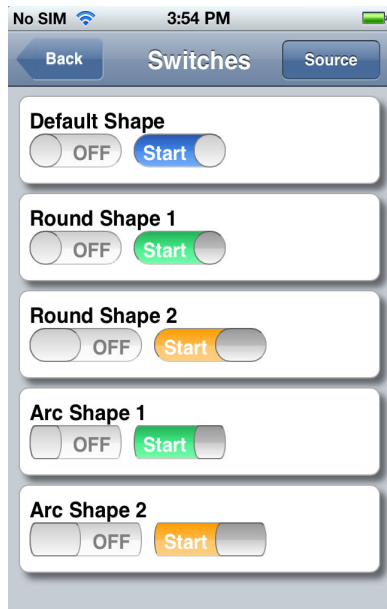 No SIM 3:54 PM
Back Switches Source
Default Shape
OFF Start
Round Shape 1
OFF Start
Round Shape 2
OFF Start
Arc Shape 1
OFF Start
Arc Shape 2
OFF Start